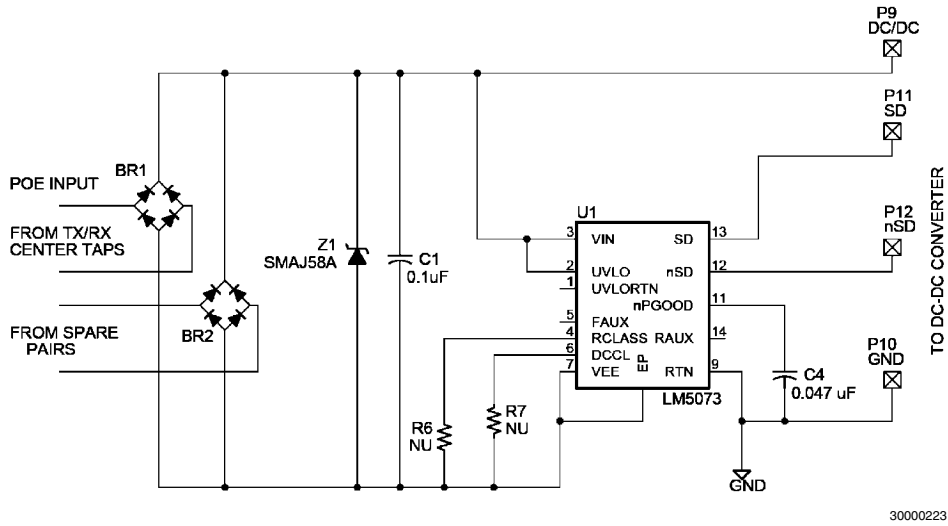 P9
DC/DC
P11
SD
BR1
POE INPUT
FROM TX/RX
CENTER TAPS
BR2
FROM SPARE
PAIRS
Z1
SMAJ58A
C1
0.1uF
U1
3
VIN
SD
13
2
UVLO
nSD
12
1
UVLORTN
nPGOOD
11
5
FAUX
4
RCLASS
RAUX
14
6
DCCL
7
VEE
EP
RTN
9
LM5073
P12
nSD
P10
GND
TO DC-DC CONVERTER
C4
0.047 uF
R6
NU
R7
NU
GND
30000223